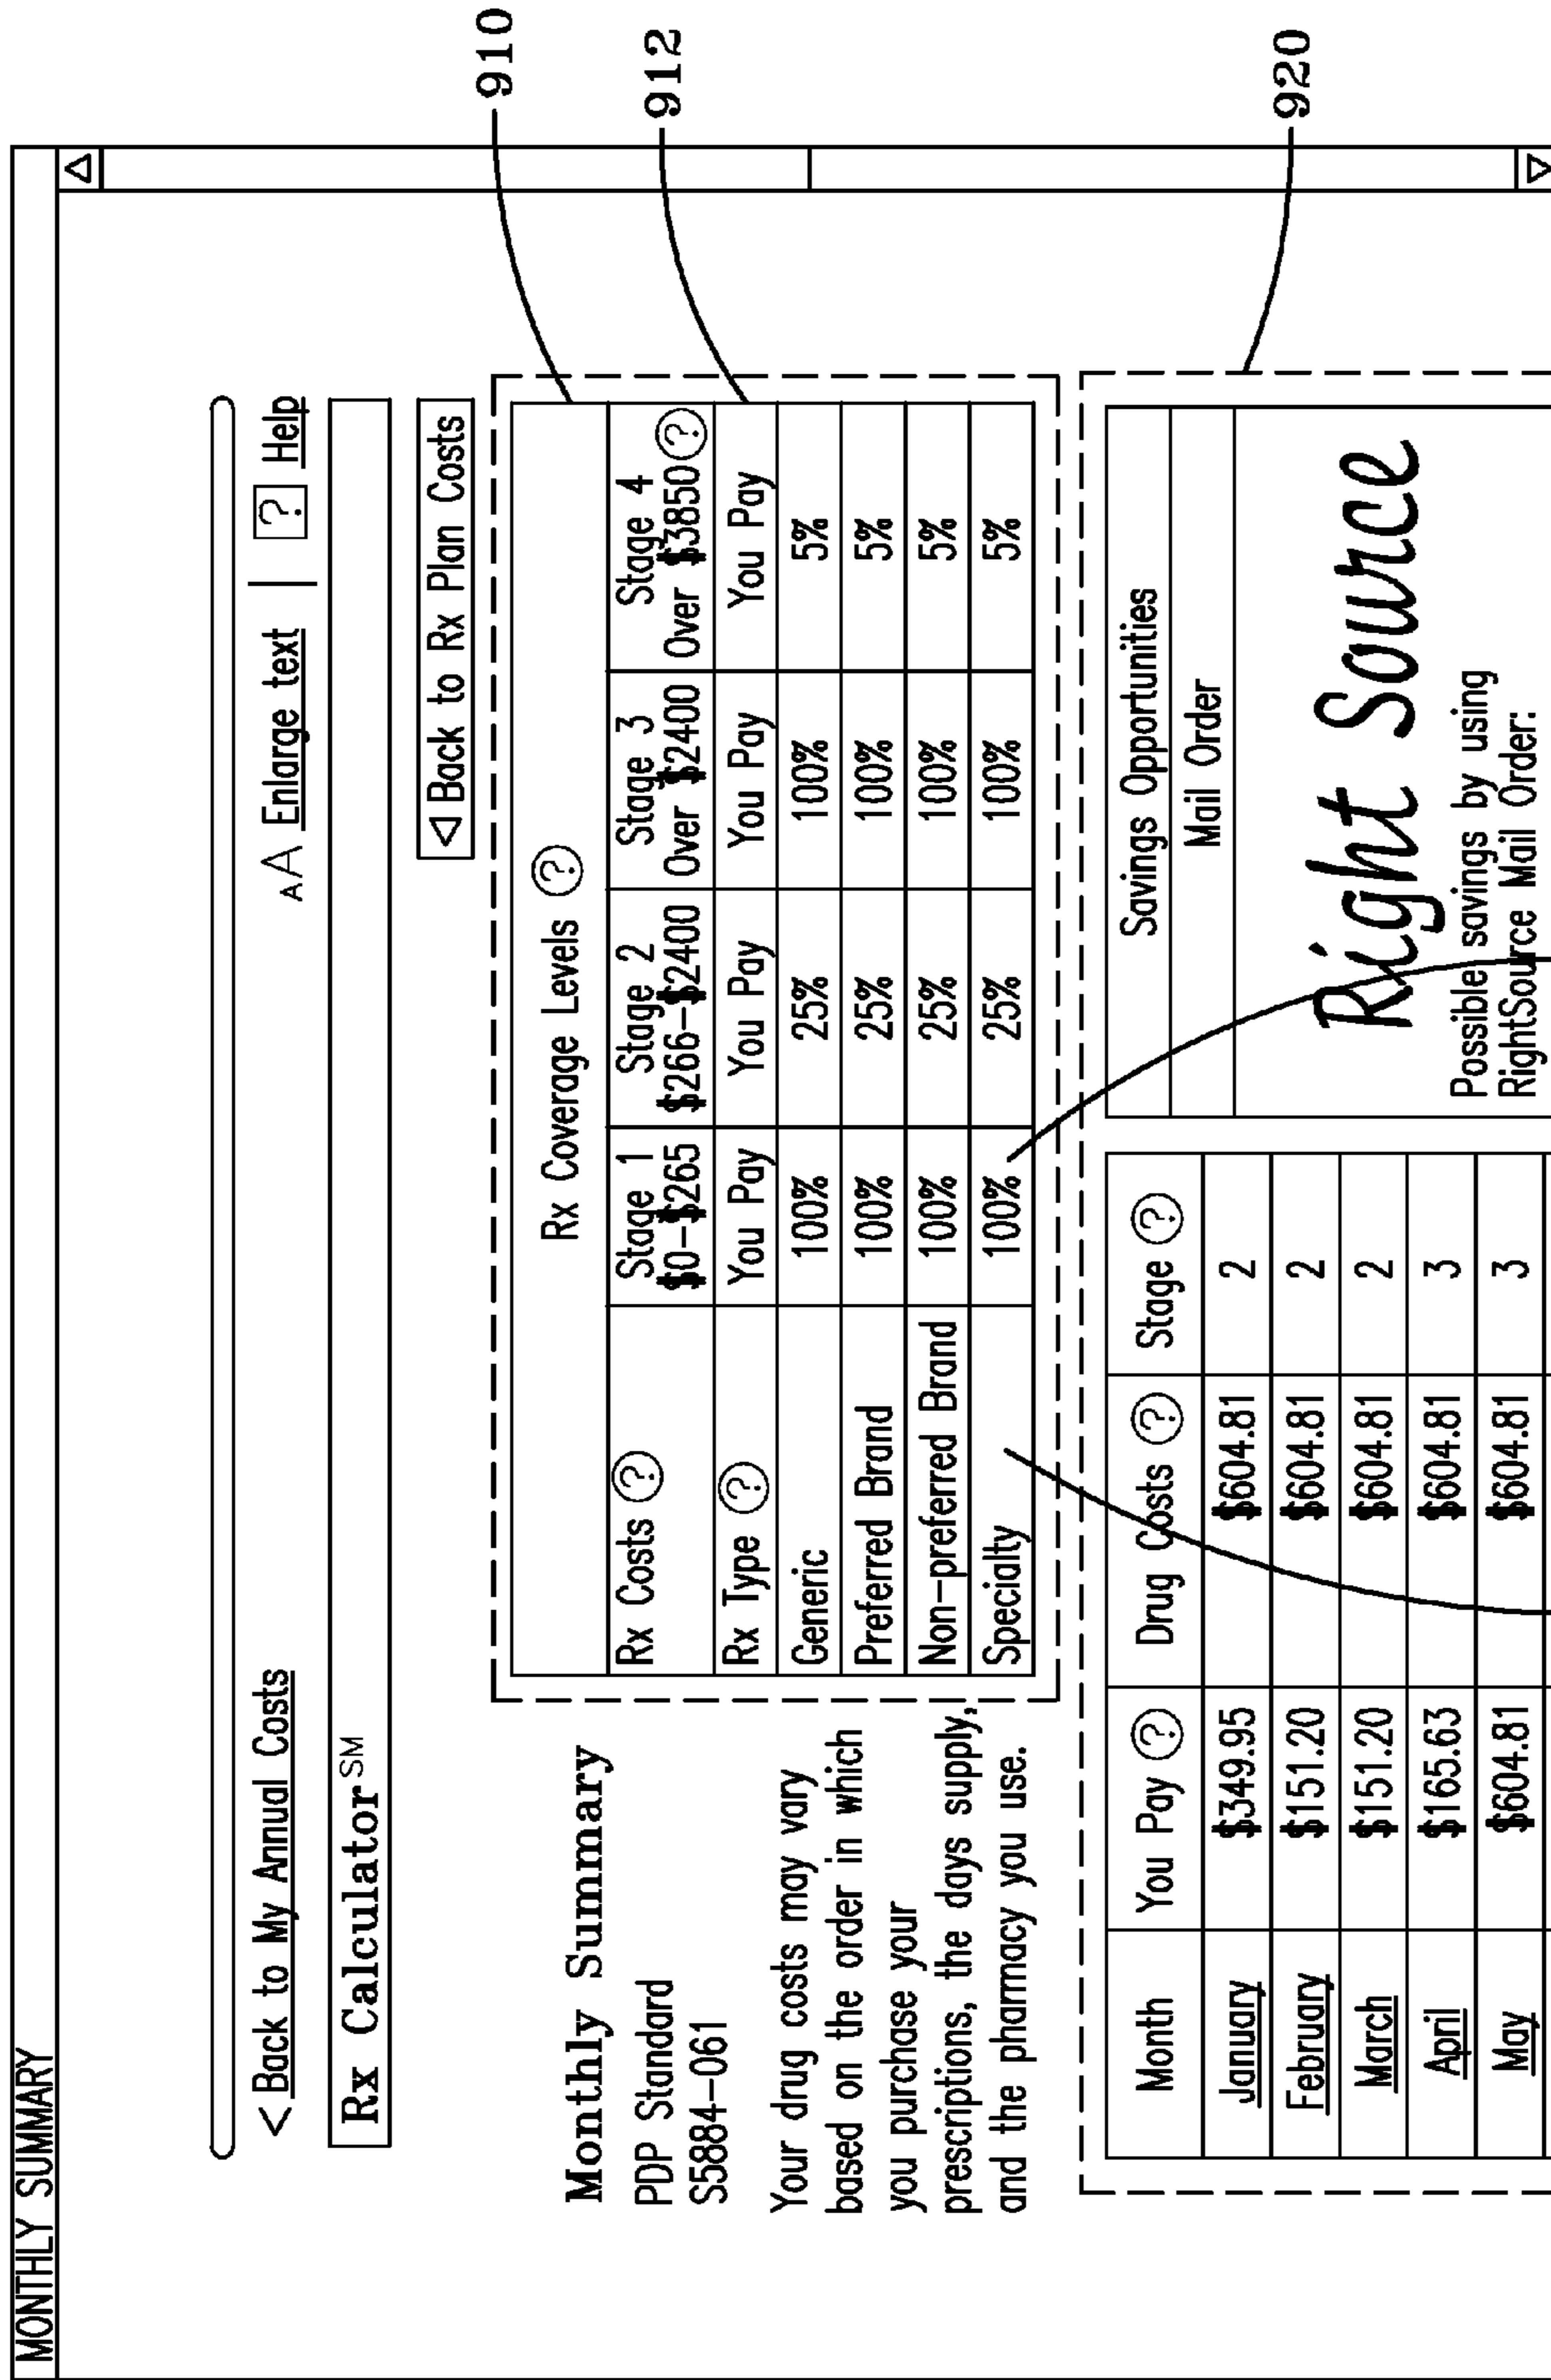 MONTHLY SUMMARY
< Back to My Annual Costs
AA Enlarge text | ? Help
Rx Calculator SM
◁ Back to Rx Plan Costs
Monthly Summary
PDP Standard
S5884-061
Your drug costs may vary
based on the order in which
you purchase your
prescriptions, the days supply,
and the pharmacy you use.
Rx Coverage Levels ?
Rx Costs ? Stage 1 $0-$265 Stage 2 $266-$2400 Stage 3 Over $2400 Stage 4 Over $3850 ?
Rx Type ? You Pay You Pay You Pay You Pay
Generic 100% 25% 100% 5%
Preferred Brand 100% 25% 100% 5%
Non-preferred Brand 100% 25% 100% 5%
Specialty 100% 25% 100% 5%
910
912
Month You Pay ? Drug Costs ? Stage ?
January $349.95 $604.81 2
February $151.20 $604.81 2
March $151.20 $604.81 2
April $165.63 $604.81 3
May $604.81 $604.81 3
Savings Opportunities
Mail Order
Right Source
Possible savings by using
RightSource Mail Order:
920